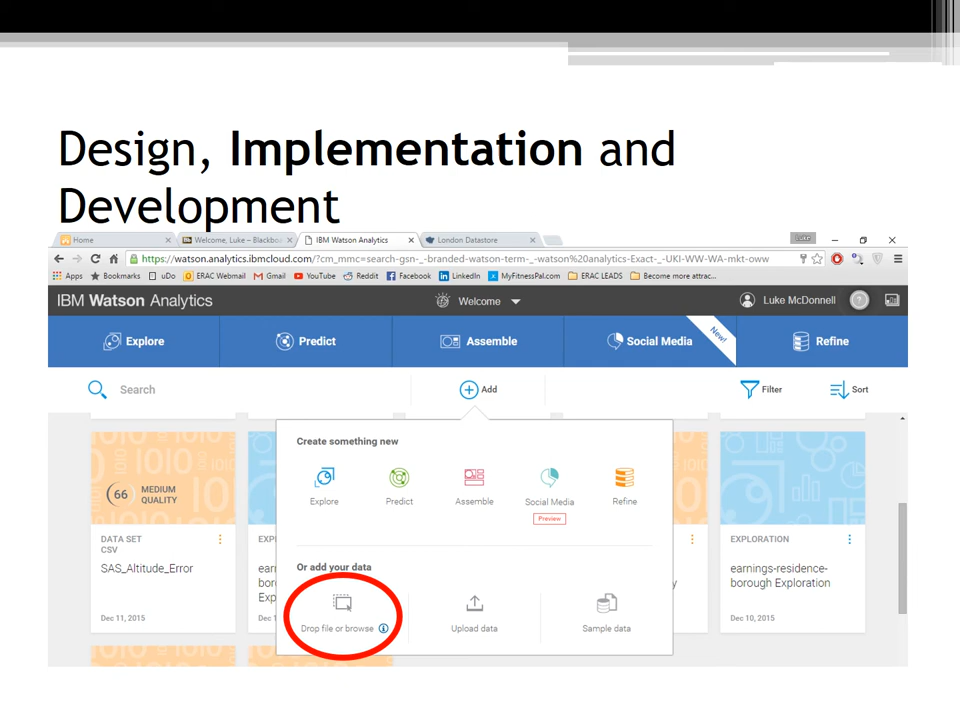 Design, Implementation and
Development
Home
Welcome, Luke – Blackbo
IBM Watson Analytics
London Datastore
Luke
https://watson.analytics.ibmcloud.com/?cm_mmc=search-gsn-_-branded-watson-term-_-watson%20analytics-Exact-_-UKI-WW-WA-mkt-oww
Apps Bookmarks uDo ERAC Webmail Gmail YouTube Reddit Facebook LinkedIn MyFitnessPal.com ERAC LEADS Become more attrac...
IBM Watson Analytics
Welcome
Luke McDonnell
?
Explore
Predict
Assemble
Social Media
New!
Refine
Search
Add
Filter
Sort
Create something new
Explore
Predict
Assemble
Social Media
Preview
Refine
Or add your data
Drop file or browse
Upload data
Sample data
66 MEDIUM
QUALITY
DATA SET
CSV
SAS_Altitude_Error
Dec 11, 2015
EXPLORATION
earnings-residence-
borough Exploration
Dec 10, 2015